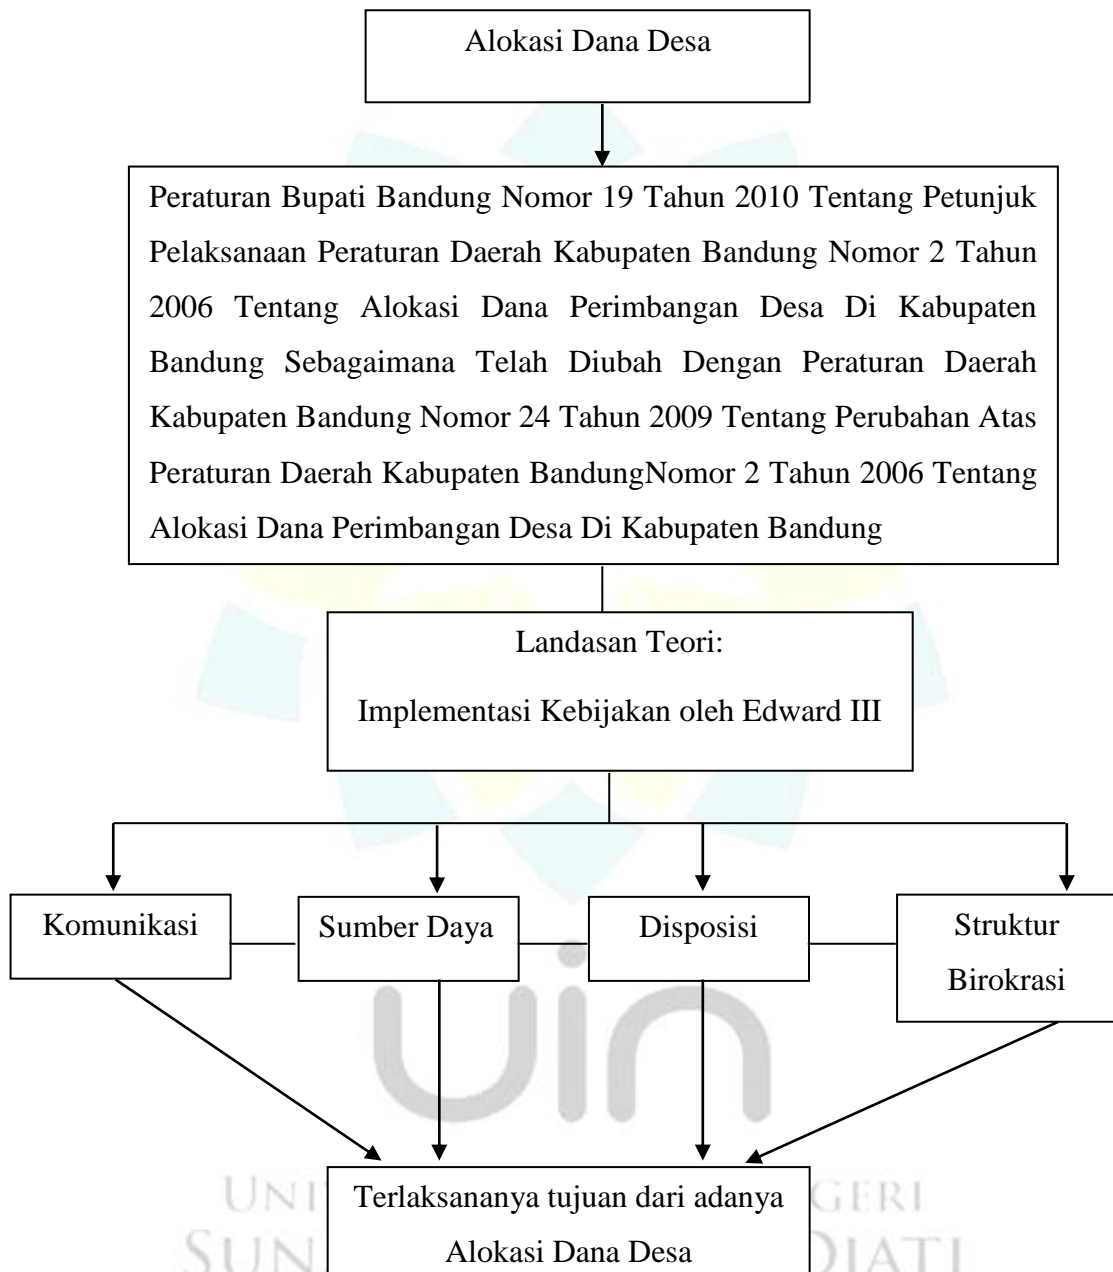 Alokasi Dana Desa
Peraturan Bupati Bandung Nomor 19 Tahun 2010 Tentang Petunjuk
Pelaksanaan Peraturan Daerah Kabupaten Bandung Nomor 2 Tahun
2006 Tentang Alokasi Dana Perimbangan Desa Di Kabupaten
Bandung Sebagaimana Telah Diubah Dengan Peraturan Daerah
Kabupaten Bandung Nomor 24 Tahun 2009 Tentang Perubahan Atas
Peraturan Daerah Kabupaten BandungNomor 2 Tahun 2006 Tentang
Alokasi Dana Perimbangan Desa Di Kabupaten Bandung
Landasan Teori:
Implementasi Kebijakan oleh Edward III
Komunikasi
Sumber Daya
Disposisi
Struktur
Birokrasi
uin
Terlaksananya tujuan dari adanya
Alokasi Dana Desa